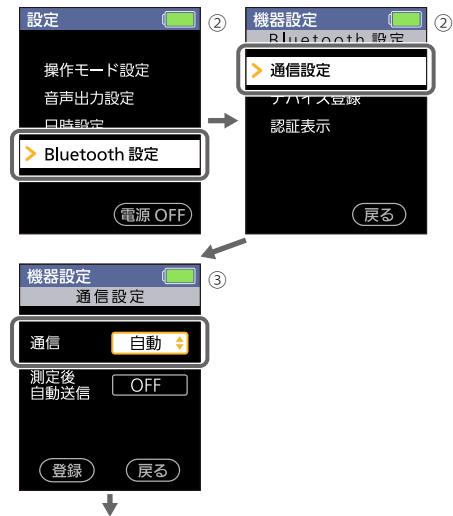 設定
②
操作モード設定
音声出力設定
日時設定
Bluetooth 設定
電源 OFF
機器設定
②
Bluetooth 設定
通信設定
デバイス登録
認証表示
戻る
機器設定
③
通信設定
通信 自動
測定後
自動送信 OFF
登録 戻る